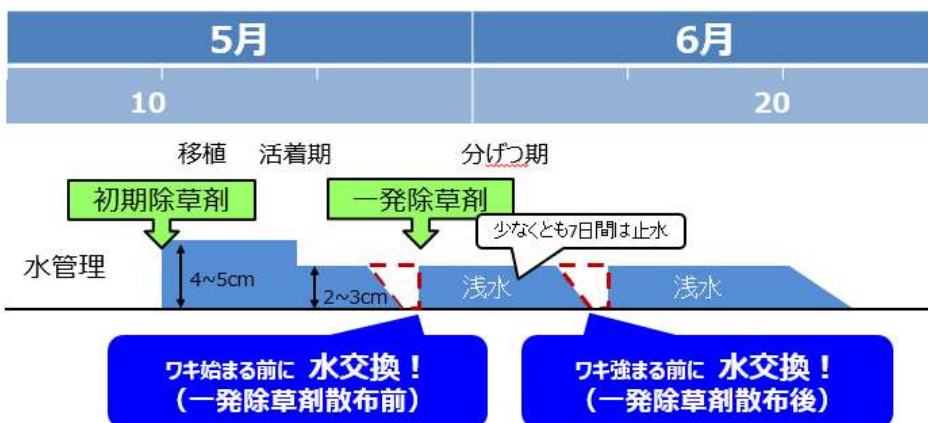 5月 6月
10 20
移植 活着期 分げつ期
初期除草剤 一発除草剤
少なくとも7日間は止水
水管理
4~5cm
2~3cm
浅水 浅水
ワキ始まる前に 水交換！
（一発除草剤散布前）
ワキ強まる前に 水交換！
（一発除草剤散布後）